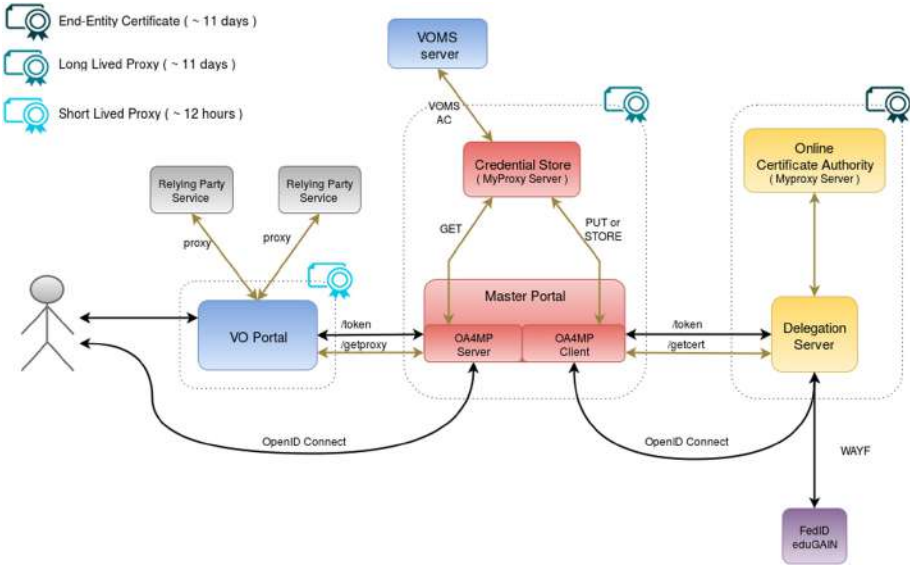 End-Entity Certificate ( ~ 11 days )
Long Lived Proxy ( ~ 11 days )
Short Lived Proxy ( ~ 12 hours )
VOMS
server
VOMS
AC
Credential Store
( MyProxy Server )
Online
Certificate Authority
( Myproxy Server )
Relying Party
Service
Relying Party
Service
proxy
proxy
GET
PUT or
STORE
Master Portal
VO Portal
/token
/getproxy
OA4MP
Server
OA4MP
Client
/token
/getcert
Delegation
Server
OpenID Connect
OpenID Connect
WAYF
FedID
eduGAIN